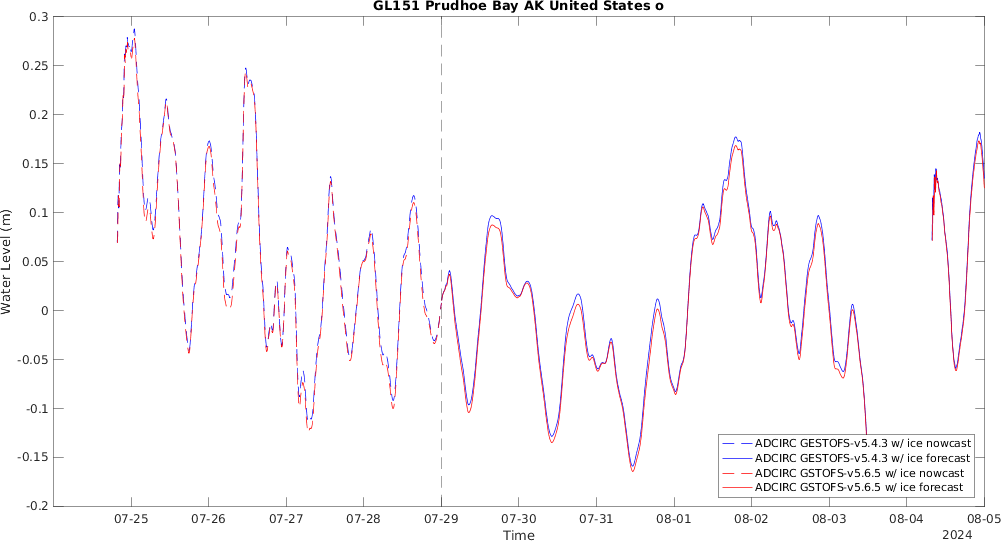 GL151 Prudhoe Bay AK United States o
0.3
0.25
0.2
0.15
0.1
0.05
0
-0.05
-0.1
-0.15
-0.2
Water Level (m)
ADCIRC GESTOFS-v5.4.3 w/ ice nowcast
ADCIRC GESTOFS-v5.4.3 w/ ice forecast
ADCIRC GSTOFS-v5.6.5 w/ ice nowcast
ADCIRC GSTOFS-v5.6.5 w/ ice forecast
07-25 07-26 07-27 07-28 07-29 07-30 07-31 08-01 08-02 08-03 08-04 08-05
Time
2024